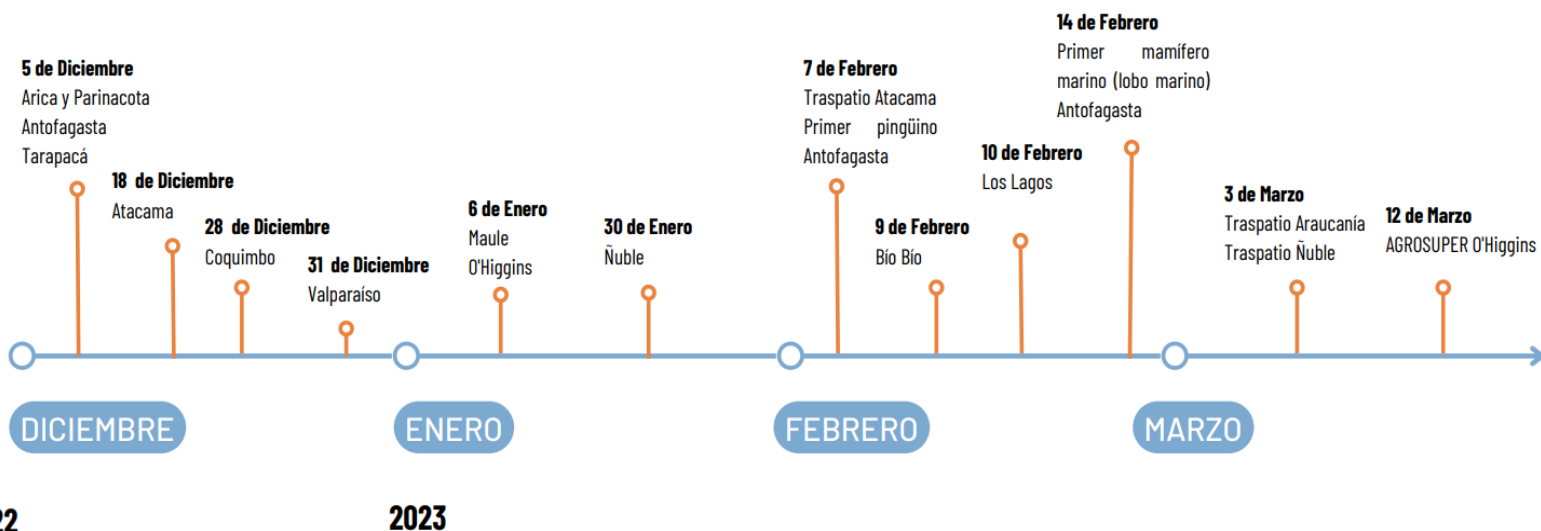 5 de Diciembre
Arica y Parinacota
Antofagasta
Tarapacá
18 de Diciembre
Atacama
28 de Diciembre
Coquimbo
31 de Diciembre
Valparaíso
6 de Enero
Maule
O'Higgins
30 de Enero
Ñuble
7 de Febrero
Traspatio Atacama
Primer pingüino
Antofagasta
9 de Febrero
Bío Bío
10 de Febrero
Los Lagos
14 de Febrero
Primer mamífero
marino (lobo marino)
Antofagasta
3 de Marzo
Traspatio Araucanía
Traspatio Ñuble
12 de Marzo
AGROSUPER O'Higgins
DICIEMBRE
ENERO
FEBRERO
MARZO
2023